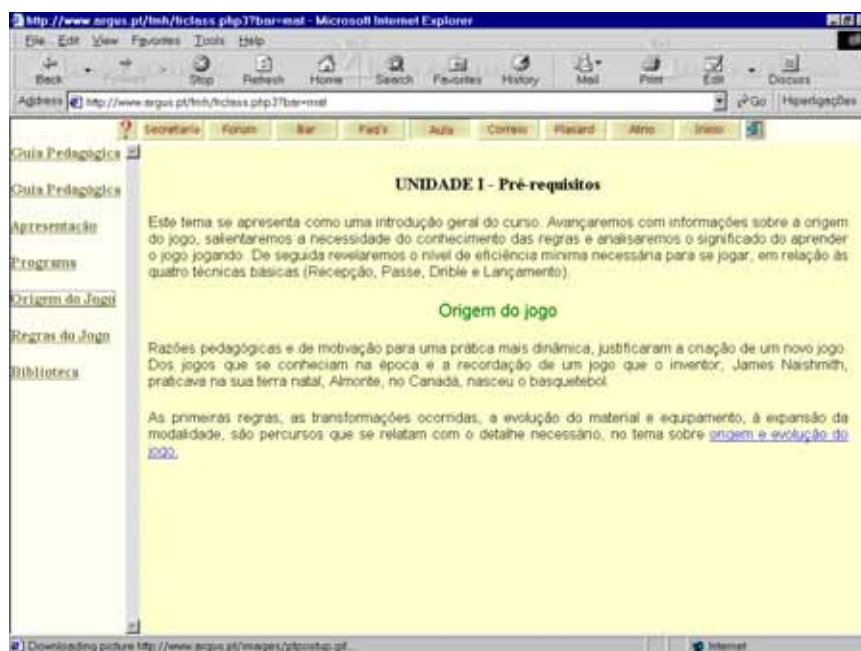 http://www.argus.pt/fmh/frclass.php3?bar=mat - Microsoft Internet Explorer
File Edit View Favorites Tools Help
Back Stop Refresh Home Search Favorites History Mail Print Edit Discuss
Address http://www.argus.pt/fmh/frclass.php3?bar=mat Go Hiperligações
Secretaria Forum Bar Faq's Aula Correio Placard Atrio Inicio
Guia Pedagógica
Guia Pedagógica
Apresentação
Programa
Origem do Jogo
Regras do Jogo
Biblioteca
UNIDADE I - Pré-requisitos
Este tema se apresenta como uma introdução geral do curso. Avançaremos com informações sobre a origem
do jogo, salientaremos a necessidade do conhecimento das regras e analisaremos o significado do aprender
o jogo jogando. De seguida revelaremos o nível de eficiência mínima necessária para se jogar, em relação às
quatro técnicas básicas (Recepção, Passe, Drible e Lançamento).
Origem do jogo
Razões pedagógicas e de motivação para uma prática mais dinâmica, justificaram a criação de um novo jogo.
Dos jogos que se conheciam na época e a recordação de um jogo que o inventor, James Naishmith,
praticava na sua terra natal, Almonte, no Canadá, nasceu o basquetebol.
As primeiras regras, as transformações ocorridas, a evolução do material e equipamento, à expansão da
modalidade, são percursos que se relatam com o detalhe necessário, no tema sobre origem e evolução do
jogo.
Downloading picture http://www.argus.pt/images/ptpostup.gif... Internet